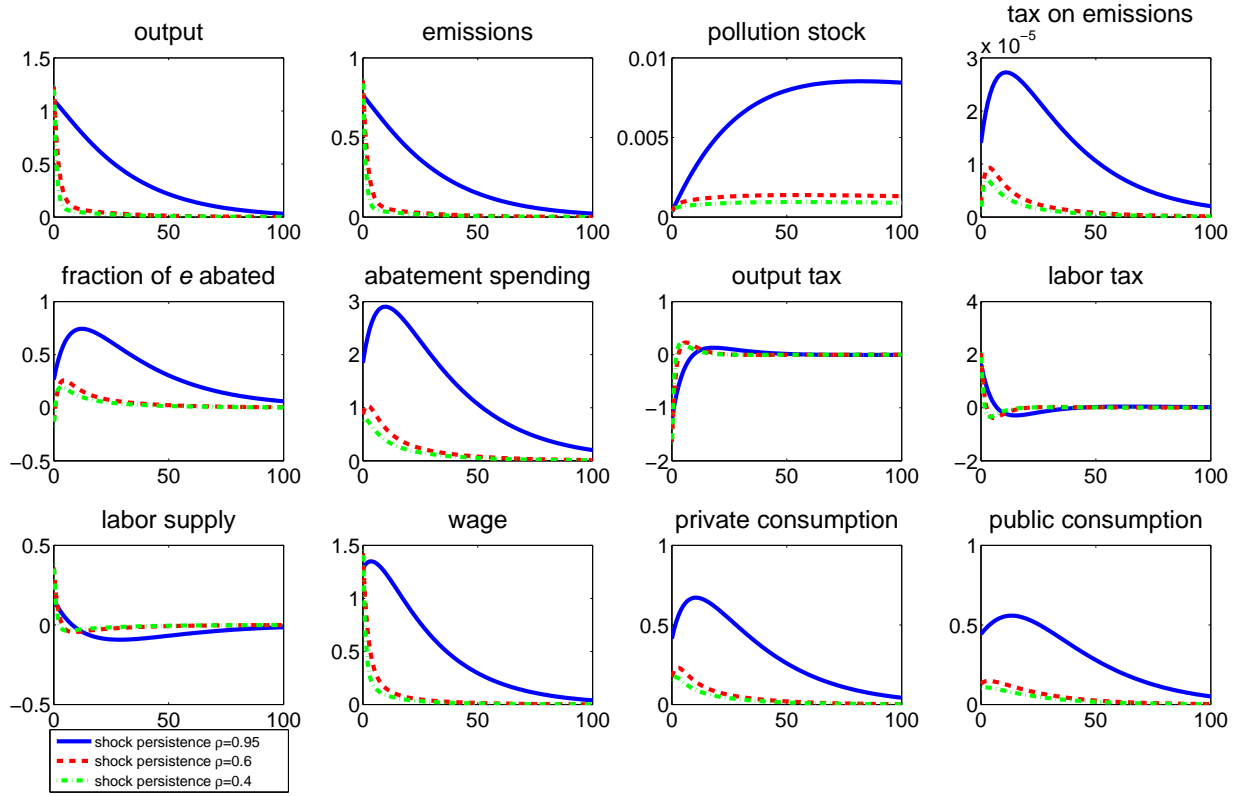 output
1.5
1
0.5
0
0 50 100
emissions
1
0.5
0
0 50 100
pollution stock
0.01
0.005
0
0 50 100
tax on emissions
x 10⁻⁵
3
2
1
0
0 50 100
fraction of e abated
1
0.5
0
−0.5
0 50 100
abatement spending
3
2
1
0
0 50 100
output tax
1
0
−1
−2
0 50 100
labor tax
4
2
0
−2
0 50 100
labor supply
0.5
0
−0.5
0 50 100
wage
1.5
1
0.5
0
0 50 100
private consumption
1
0.5
0
0 50 100
public consumption
1
0.5
0
0 50 100
shock persistence ρ=0.95
shock persistence ρ=0.6
shock persistence ρ=0.4